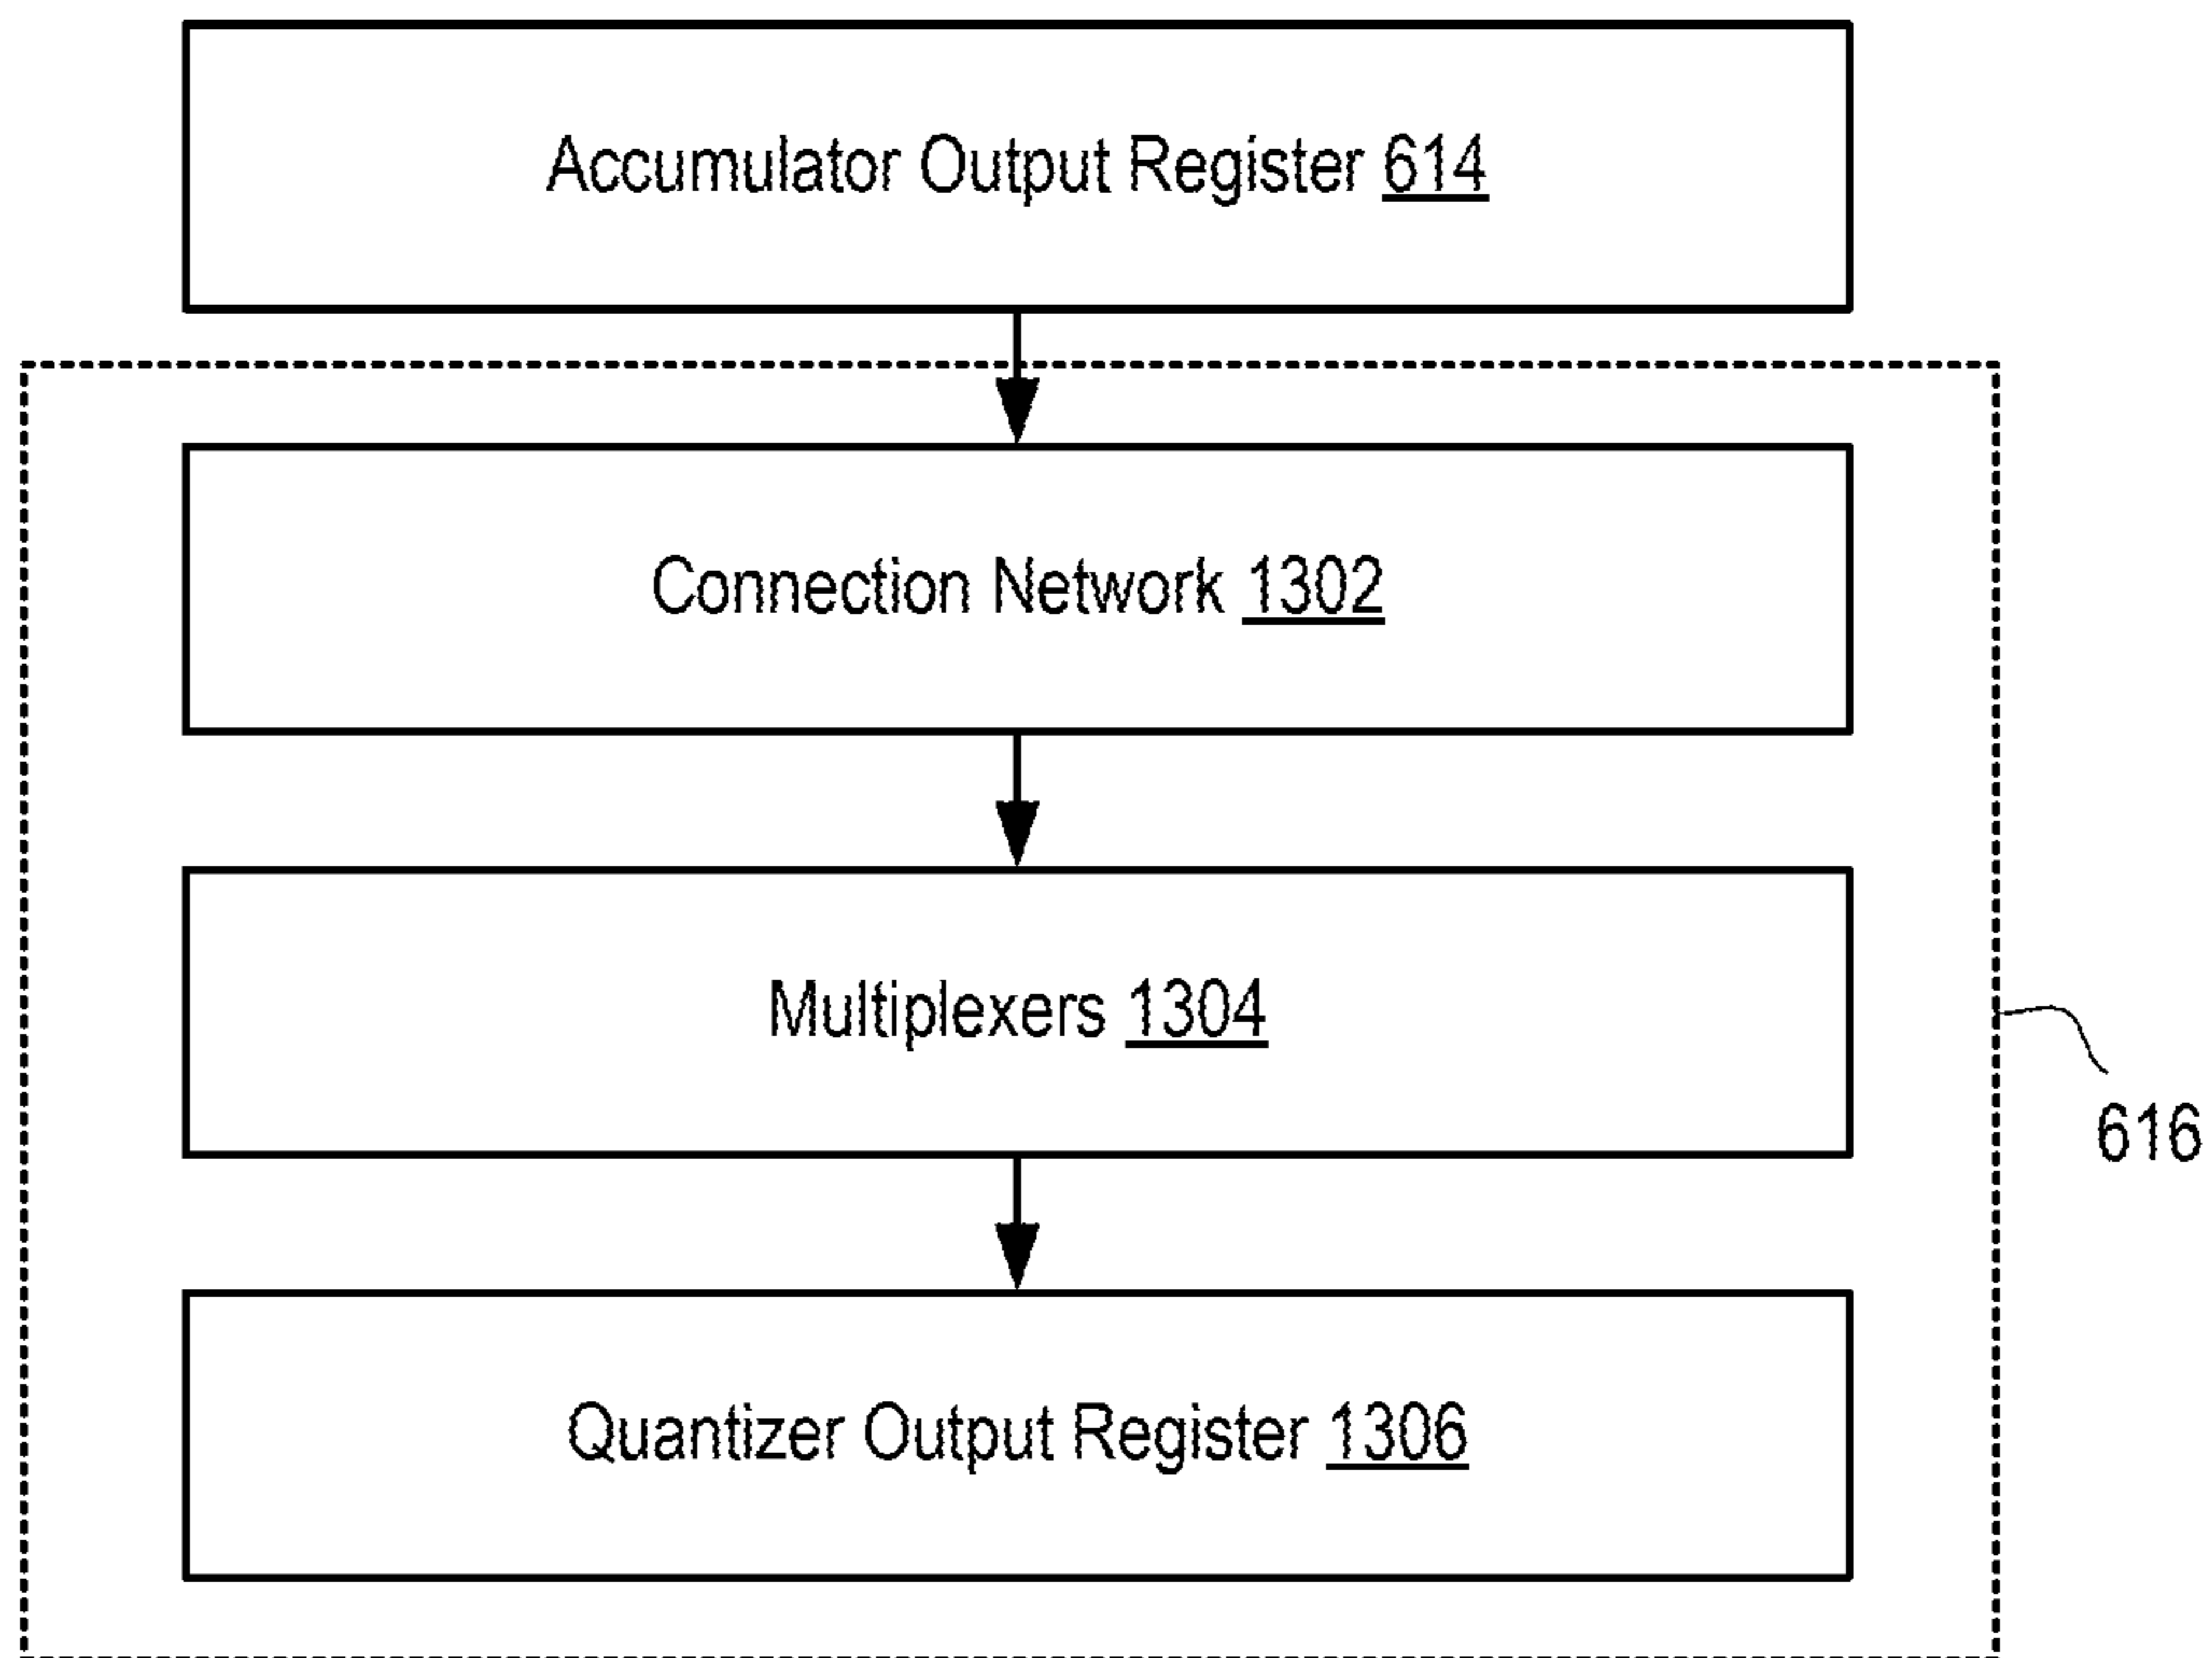 Accumulator Output Register 614
Connection Network 1302
Multiplexers 1304
616
Quantizer Output Register 1306